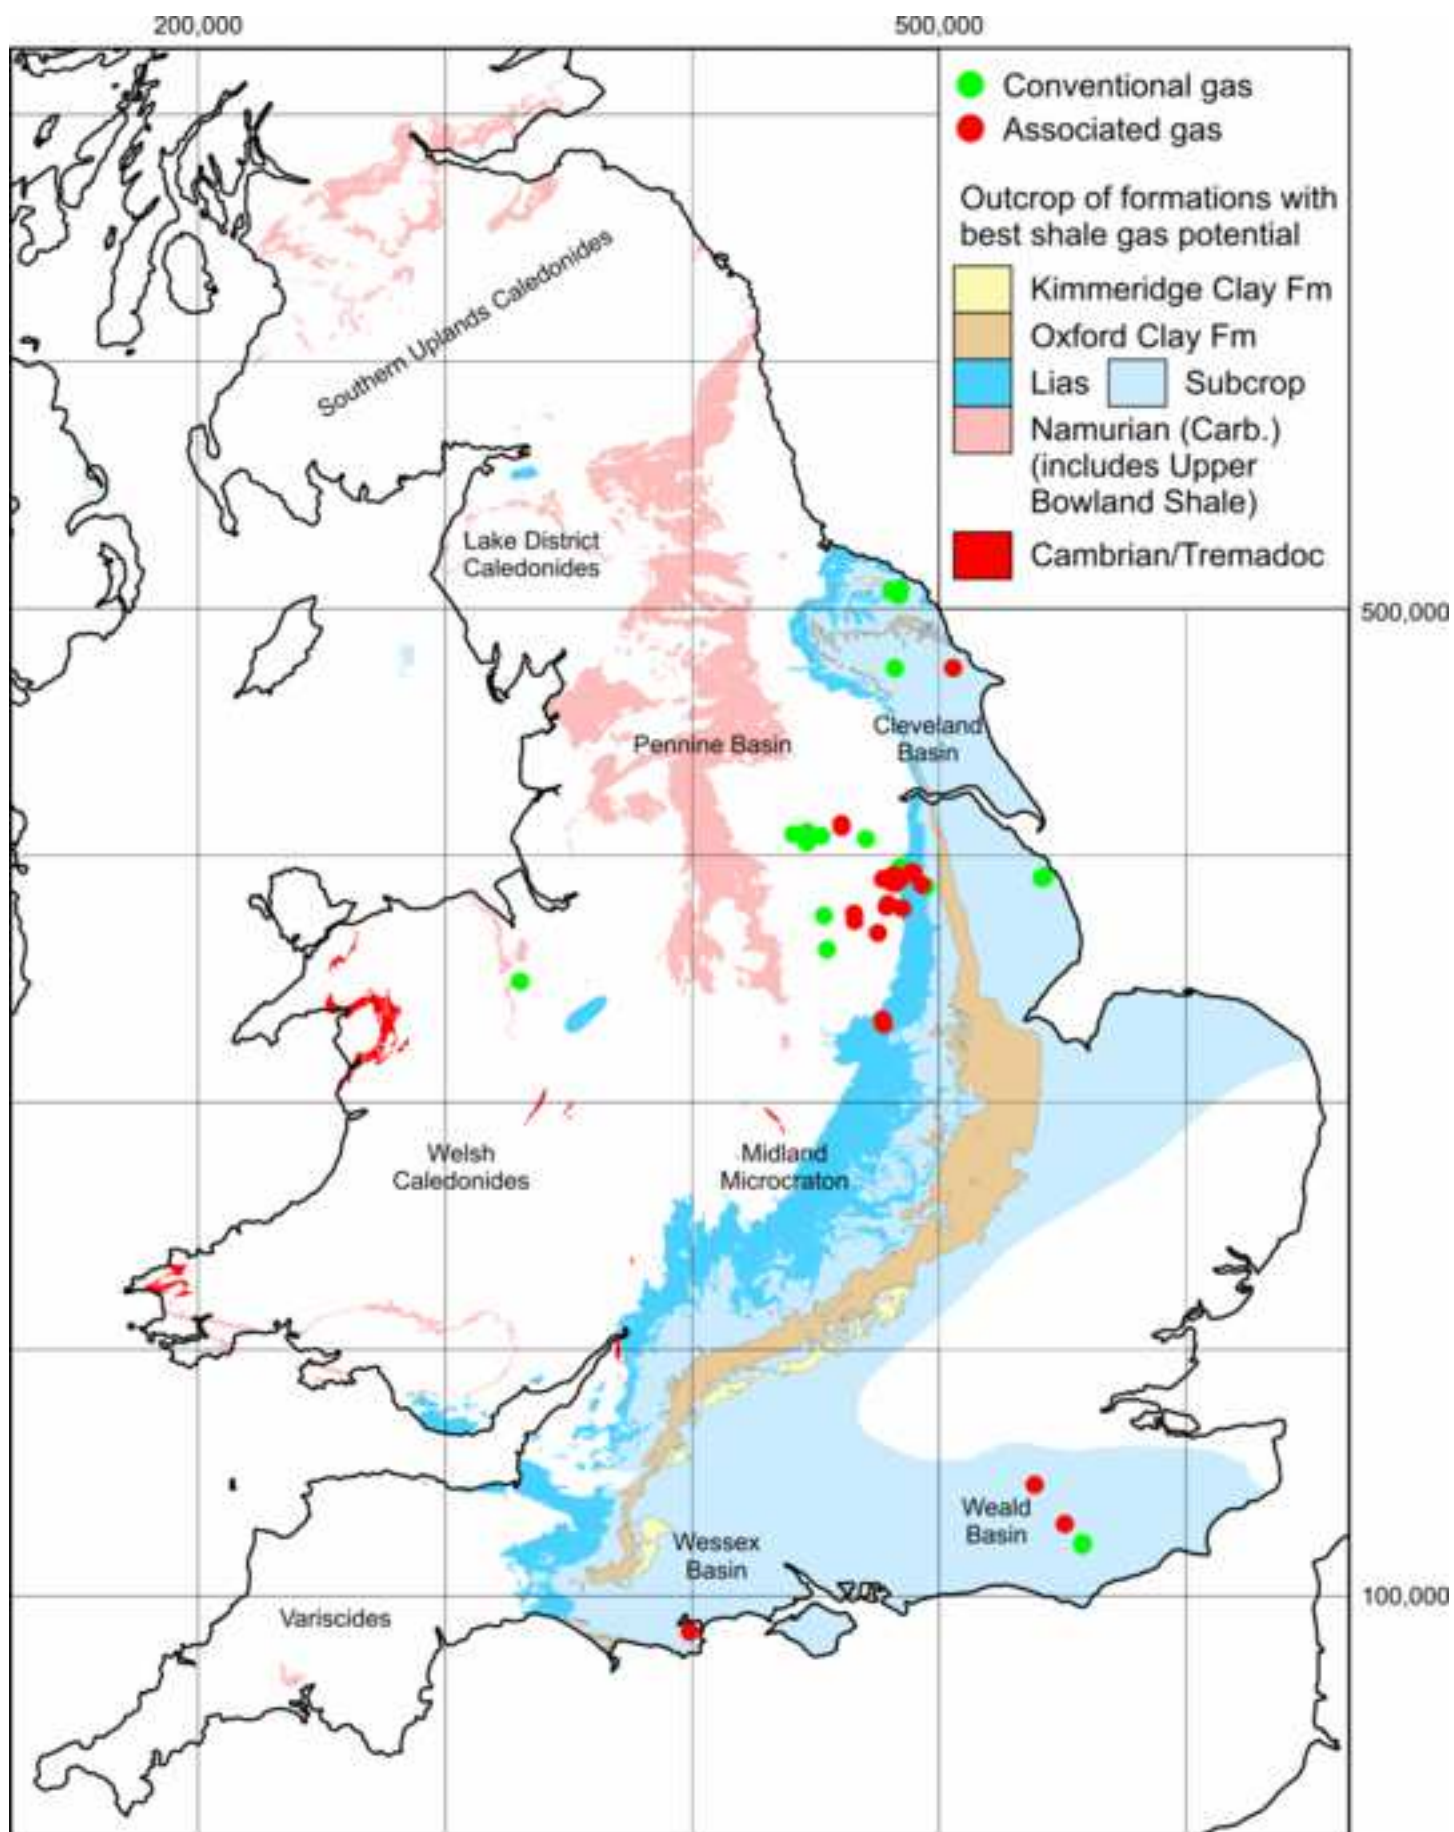 200,000
500,000
Conventional gas
Associated gas
Outcrop of formations with
best shale gas potential
Kimmeridge Clay Fm
Oxford Clay Fm
Lias
Subcrop
Namurian (Carb.)
(includes Upper
Bowland Shale)
Cambrian/Tremadoc
Southern Uplands Caledonides
Lake District
Caledonides
500,000
Cleveland
Basin
Pennine Basin
Welsh
Caledonides
Midland
Microcraton
Weald
Basin
Wessex
Basin
100,000
Variscides